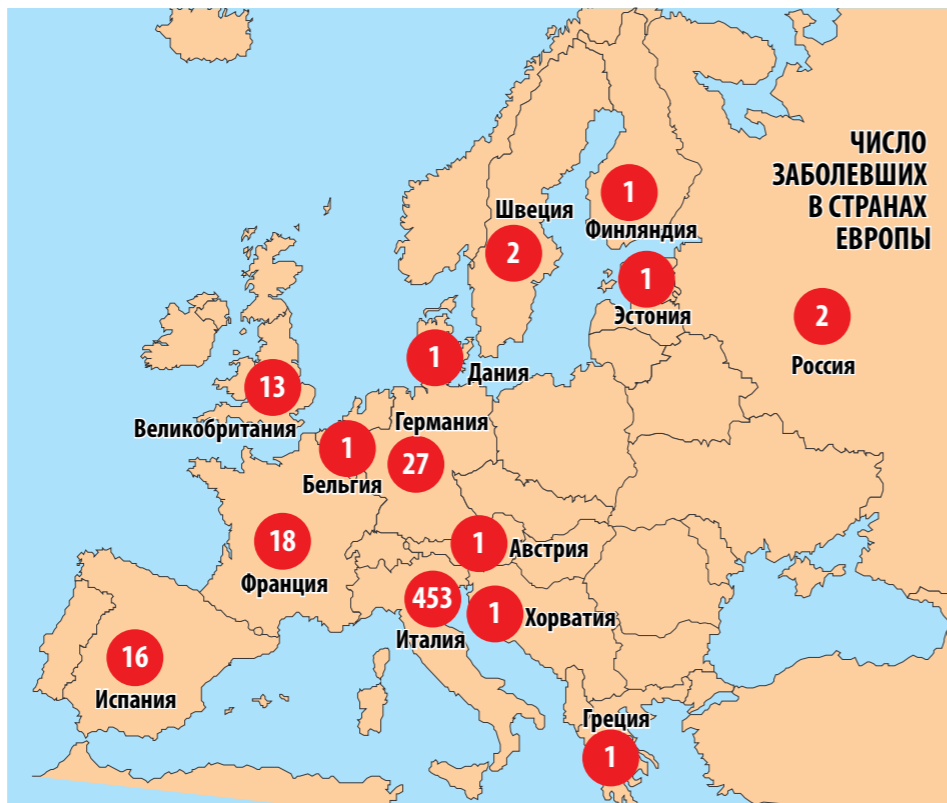 ЧИСЛО
ЗАБОЛЕВШИХ
В СТРАНАХ
ЕВРОПЫ
1
Финляндия
Швеция
2
1
Эстония
2
Россия
1
Дания
13
Великобритания
Германия
27
1
Бельгия
18
Франция
1
Австрия
453
Италия
1
Хорватия
16
Испания
Греция
1